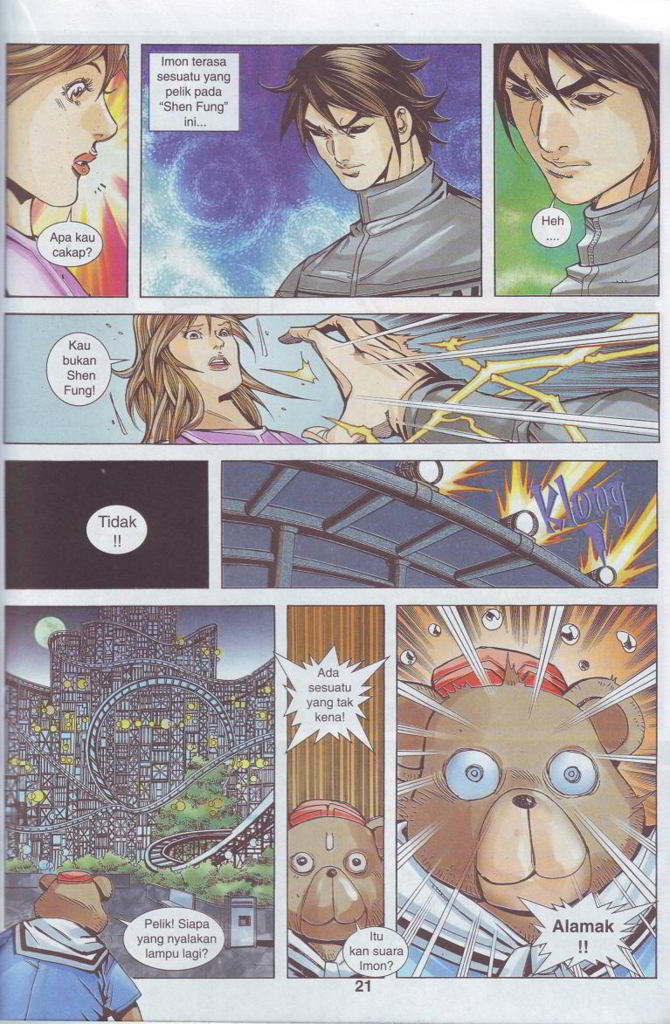 Apa kau
cakap?
Imon terasa
sesuatu yang
pelik pada
“Shen Fung”
ini...
Heh
....
Kau
bukan
Shen
Fung!
Tidak
!!
Klong
Pelik! Siapa
yang nyalakan
lampu lagi?
Ada
sesuatu
yang tak
kena!
Itu
kan suara
Imon?
Alamak
!!
21